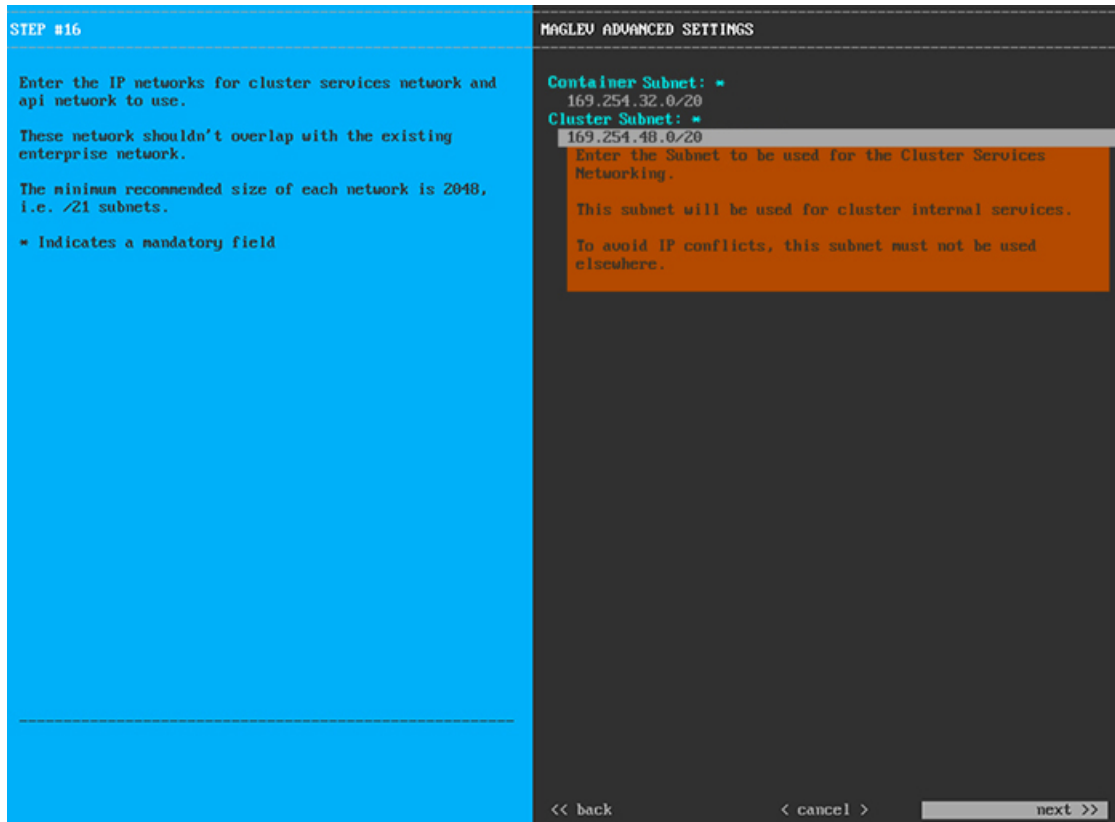 STEP #16
Enter the IP networks for cluster services network and
api network to use.
These network shouldn't overlap with the existing
enterprise network.
The minimum recommended size of each network is 2048,
i.e. /21 subnets.
* Indicates a mandatory field
MAGLEV ADVANCED SETTINGS
Container Subnet: *
169.254.32.0/20
Cluster Subnet: *
169.254.48.0/20
Enter the Subnet to be used for the Cluster Services
Networking.
This subnet will be used for cluster internal services.
To avoid IP conflicts, this subnet must not be used
elsewhere.
<< back < cancel > next >>